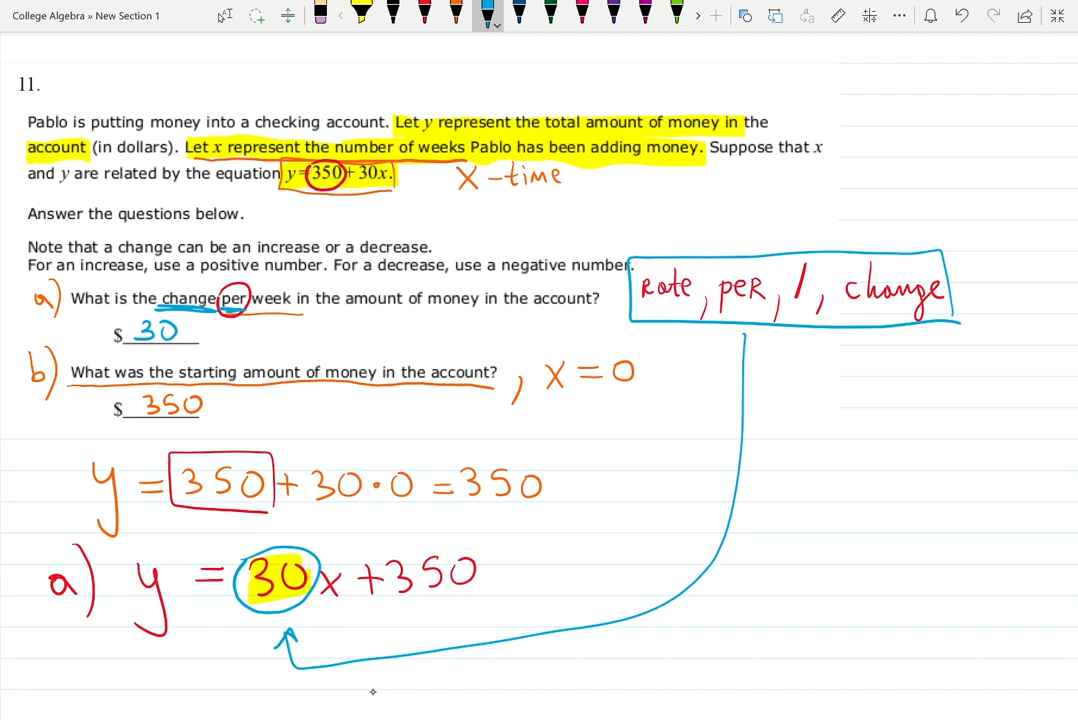 College Algebra » New Section 1
11.
Pablo is putting money into a checking account. Let y represent the total amount of money in the
account (in dollars). Let x represent the number of weeks Pablo has been adding money. Suppose that x
and y are related by the equation y=350+30x.
x-time
Answer the questions below.
Note that a change can be an increase or a decrease.
For an increase, use a positive number. For a decrease, use a negative number.
Rate, PER, /, change
a) What is the change per week in the amount of money in the account?
$ 30
b) What was the starting amount of money in the account? , x=0
$ 350
y = 350 + 30•0 = 350
a) y = 30x+350